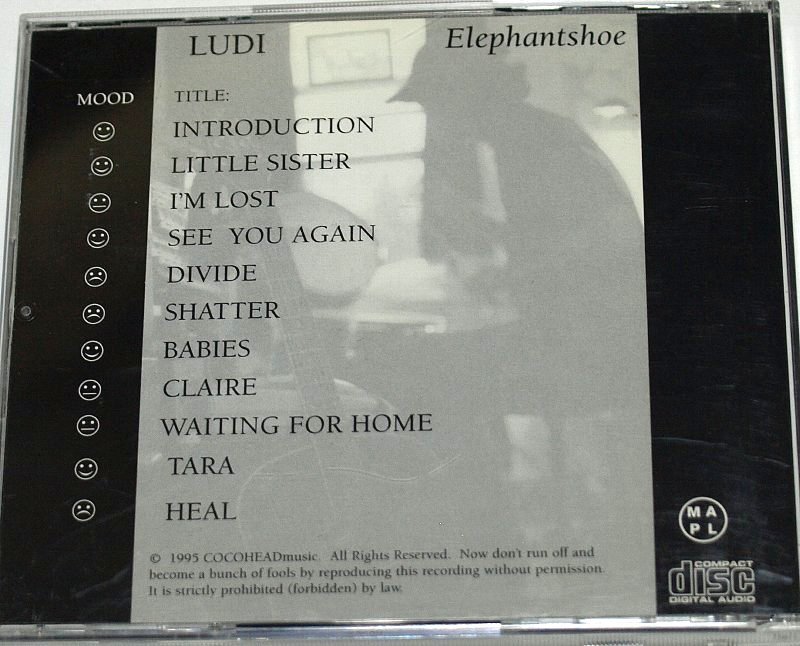 LUDI Elephantshoe
MOOD TITLE:
INTRODUCTION
LITTLE SISTER
I'M LOST
SEE YOU AGAIN
DIVIDE
SHATTER
BABIES
CLAIRE
WAITING FOR HOME
TARA
HEAL
© 1995 COCOHEADmusic. All Rights Reserved. Now don't run off and
become a bunch of fools by reproducing this recording without permission.
It is strictly prohibited (forbidden) by law.
M A
P L
COMPACT
disc
DIGITAL AUDIO